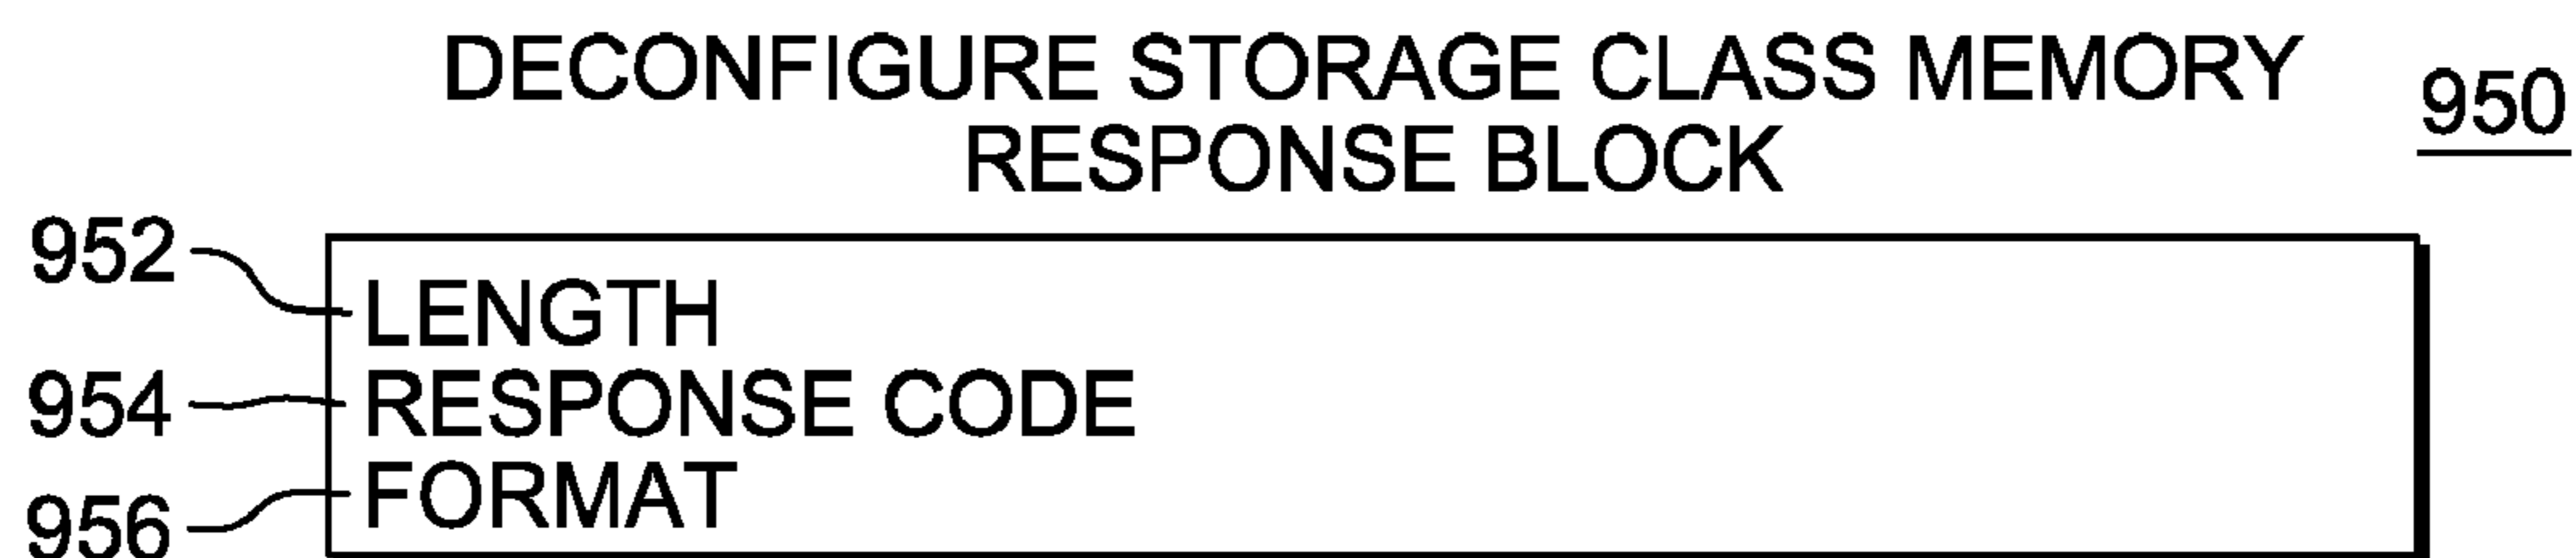 DECONFIGURE STORAGE CLASS MEMORY
RESPONSE BLOCK
950
952
LENGTH
954
RESPONSE CODE
956
FORMAT